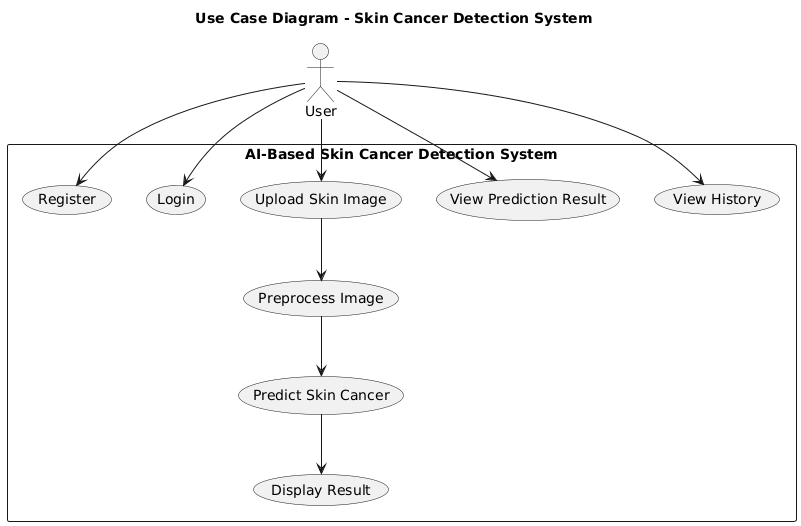 Use Case Diagram - Skin Cancer Detection System
User
AI-Based Skin Cancer Detection System
Register
Login
Upload Skin Image
View Prediction Result
View History
Preprocess Image
Predict Skin Cancer
Display Result